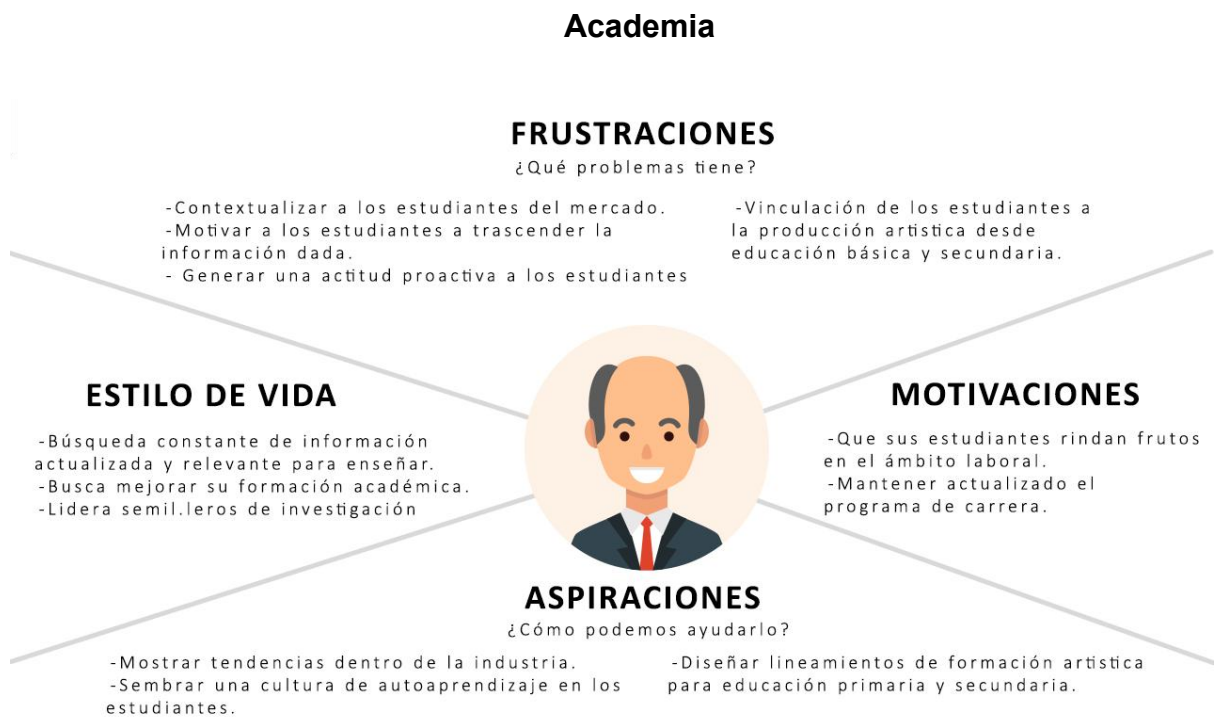 Academia
FRUSTRACIONES
¿Qué problemas tiene?
-Contextualizar a los estudiantes del mercado.
-Motivar a los estudiantes a trascender la
información dada.
- Generar una actitud proactiva a los estudiantes
-Vinculación de los estudiantes a
la producción artistica desde
educación básica y secundaria.
ESTILO DE VIDA
-Búsqueda constante de información
actualizada y relevante para enseñar.
-Busca mejorar su formación académica.
-Lidera semil.leros de investigación
MOTIVACIONES
-Que sus estudiantes rindan frutos
en el ámbito laboral.
-Mantener actualizado el
programa de carrera.
ASPIRACIONES
¿Cómo podemos ayudarlo?
-Mostrar tendencias dentro de la industria.
-Sembrar una cultura de autoaprendizaje en los
estudiantes.
-Diseñar lineamientos de formación artistica
para educación primaria y secundaria.